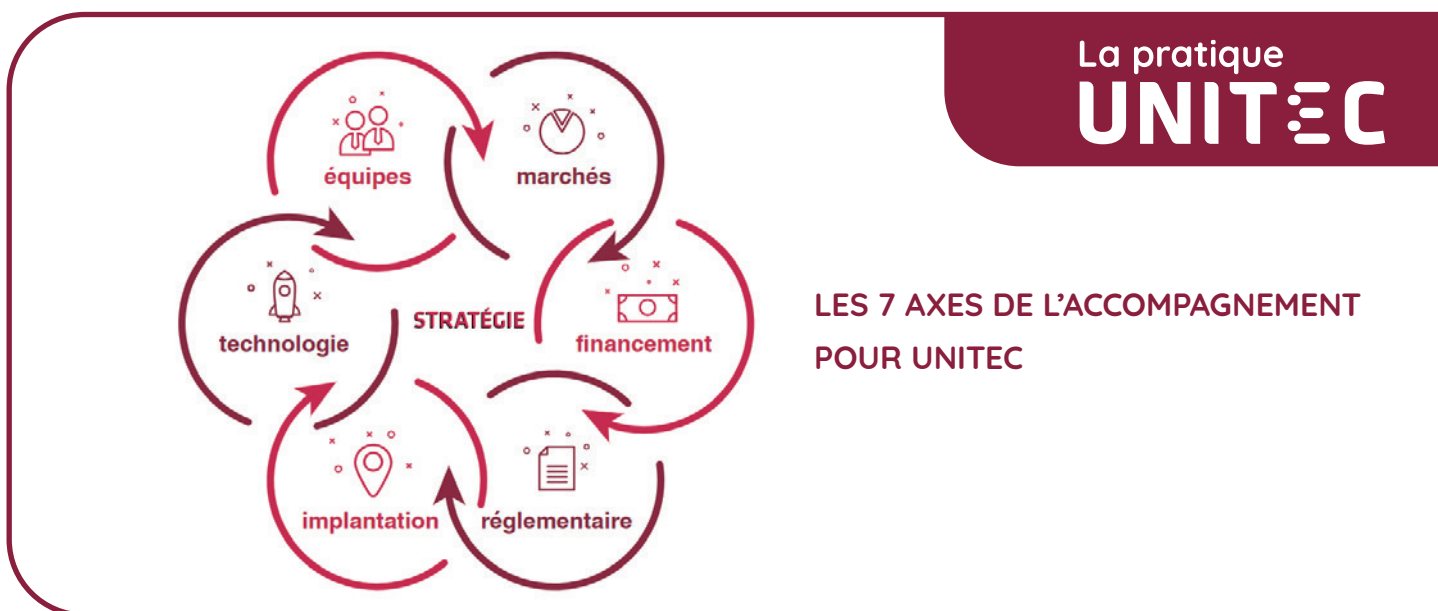 La pratique
UNITEC
équipes
marchés
technologie
STRATÉGIE
financement
implantation
réglementaire
LES 7 AXES DE L’ACCOMPAGNEMENT
POUR UNITEC